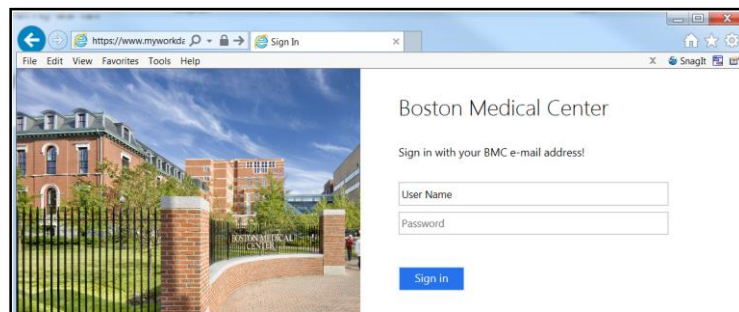 https://www.myworkda
Sign In
File Edit View Favorites Tools Help
x SnagIt
Boston Medical Center
Sign in with your BMC e-mail address!
User Name
Password
Sign in
BOSTON MEDICAL
CENTER